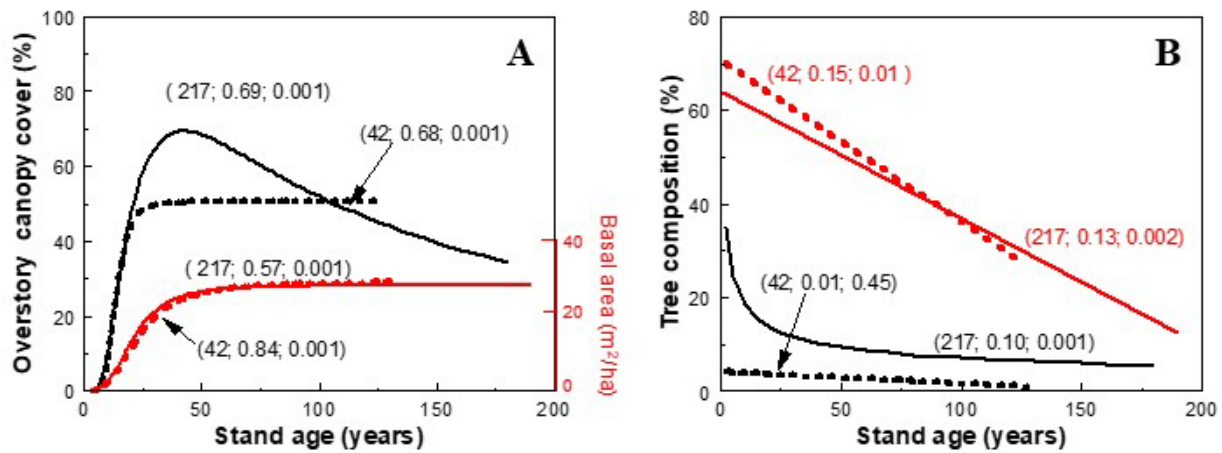 A
Overstory canopy cover (%)
100
80
60
40
20
0
( 217; 0.69; 0.001)
(42; 0.68; 0.001)
( 217; 0.57; 0.001)
(42; 0.84; 0.001)
40
20
0
Basal area (m²/ha)
0
50
100
150
200
Stand age (years)
B
Tree composition (%)
80
60
40
20
0
(42; 0.15; 0.01 )
(217; 0.13; 0.002)
(42; 0.01; 0.45)
(217; 0.10; 0.001)
0
50
100
150
200
Stand age (years)